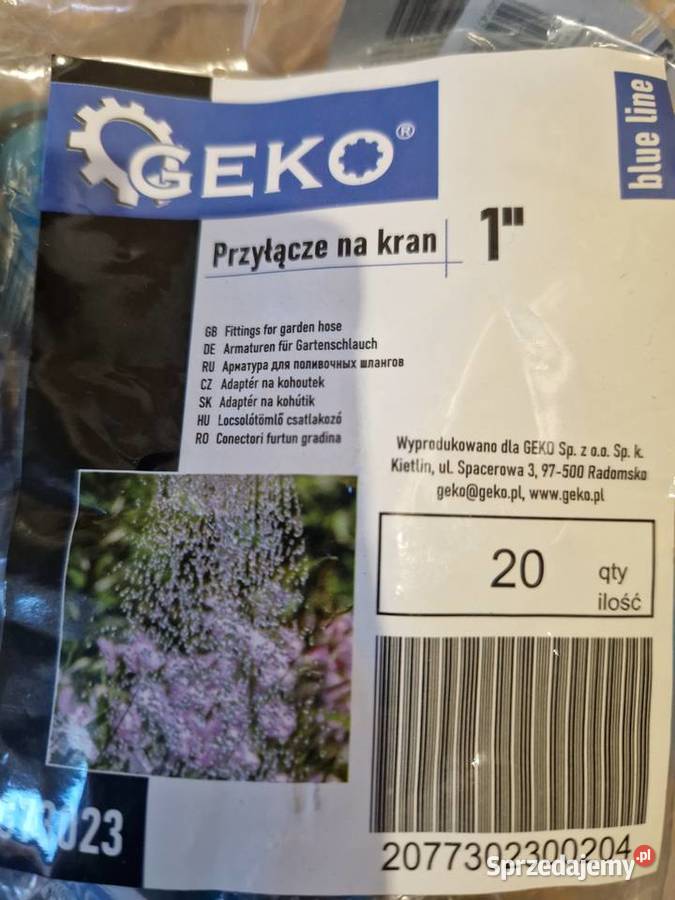 GEKO®
blue line
Przyłącze na kran 1"
GB Fittings for garden hose
DE Armaturen für Gartenschlauch
RU Арматура для поливочных шлангов
CZ Adaptér na kohoutek
SK Adaptér na kohútik
HU Locsolótömlő csatlakozó
RO Conectori furtun gradina
Wyprodukowano dla GEKO Sp. z o.o. Sp. k.
Kietlin, ul. Spacerowa 3, 97-500 Radomsko
geko@geko.pl, www.geko.pl
20 qty
ilość
2077302300204
Sprzedajemy.pl